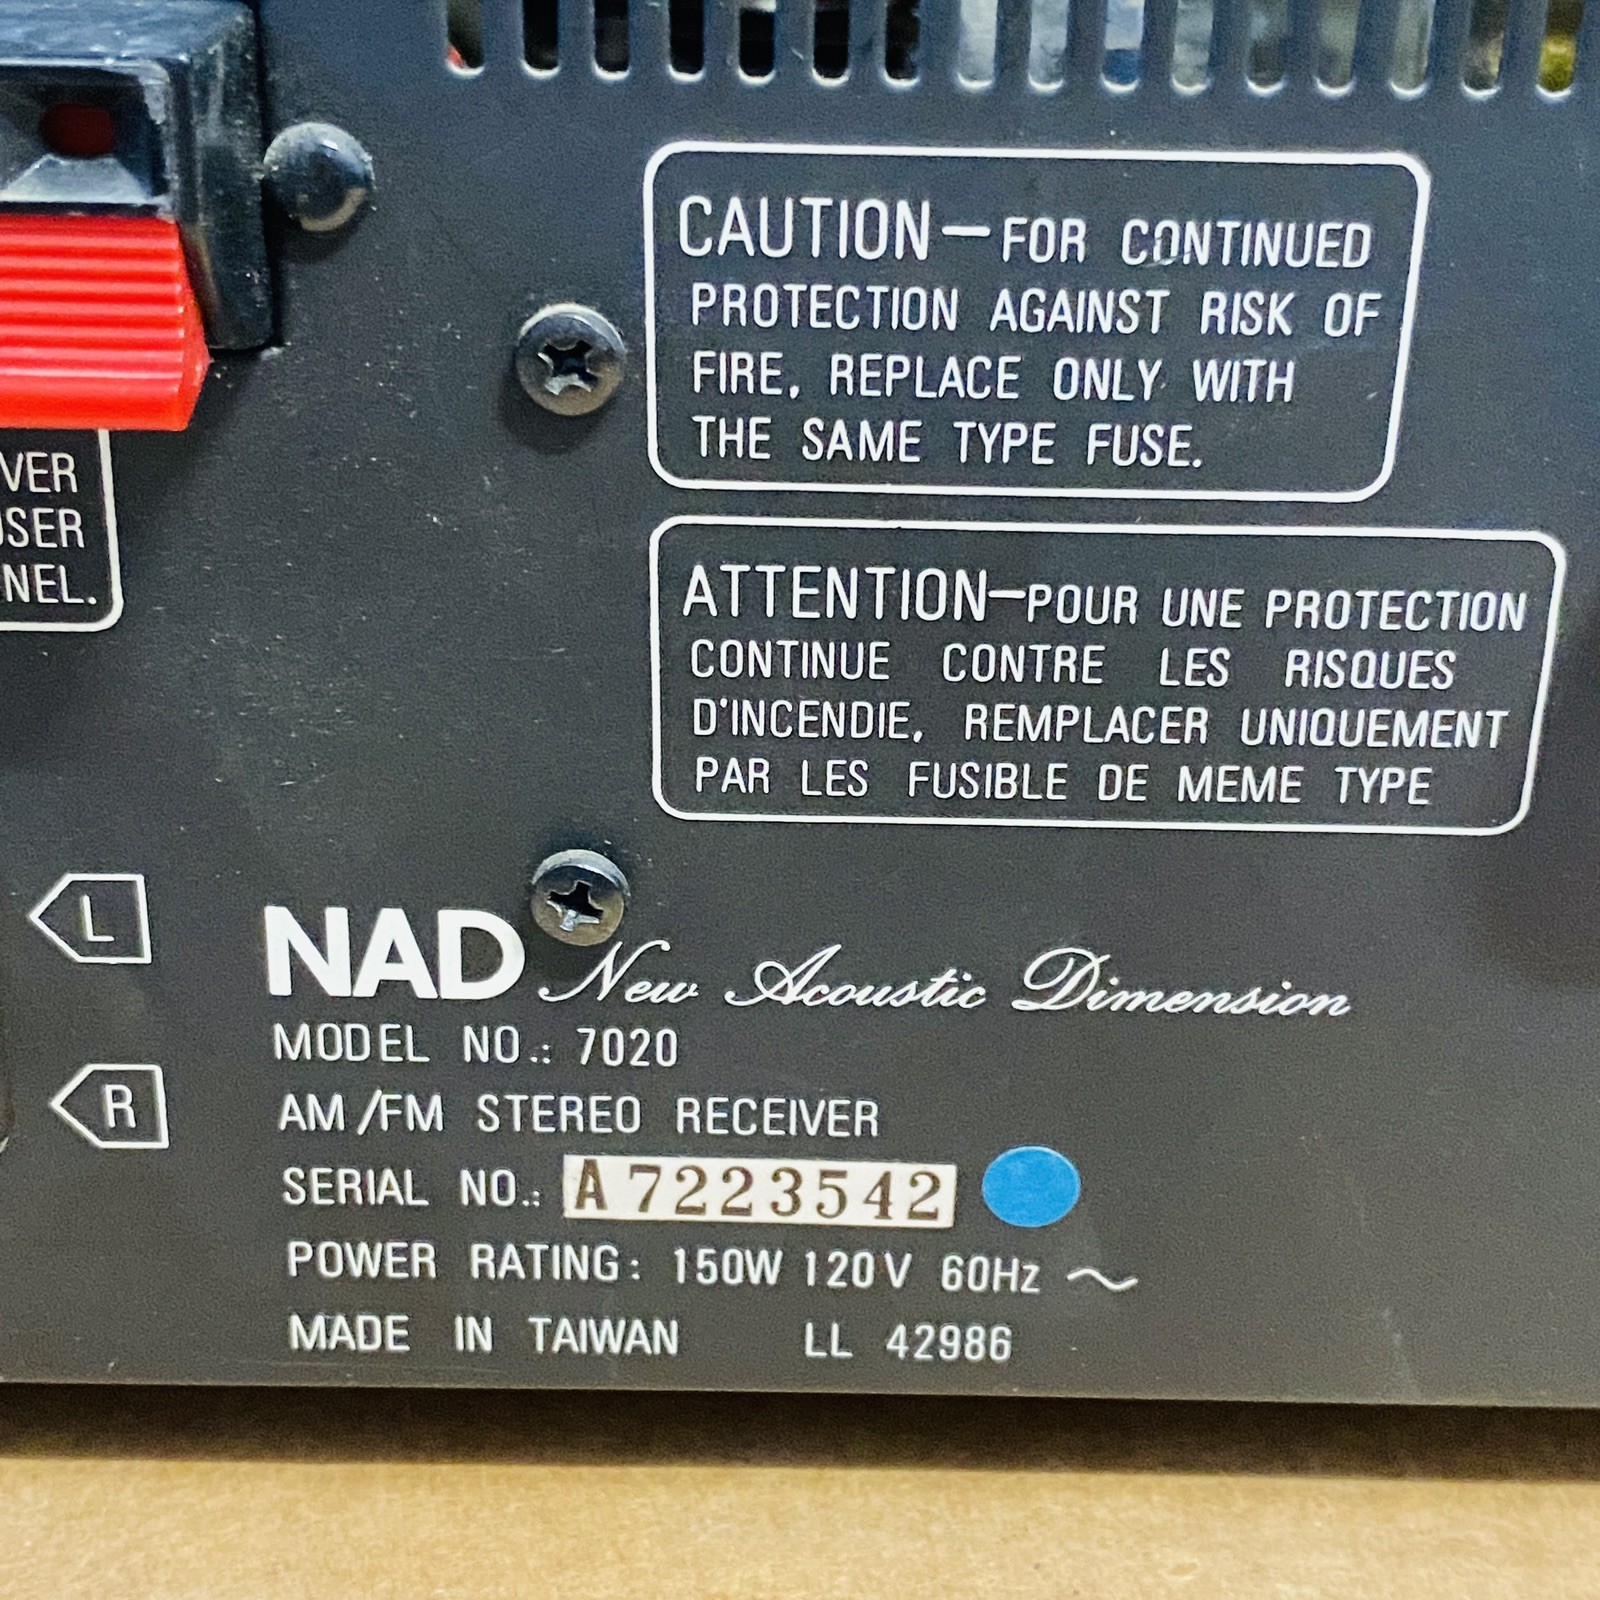 CAUTION—FOR CONTINUED
PROTECTION AGAINST RISK OF
FIRE, REPLACE ONLY WITH
THE SAME TYPE FUSE.
VER
USER
NEL.
ATTENTION—POUR UNE PROTECTION
CONTINUE CONTRE LES RISQUES
D'INCENDIE, REMPLACER UNIQUEMENT
PAR LES FUSIBLE DE MEME TYPE
L
R
NAD New Acoustic Dimension
MODEL NO.: 7020
AM/FM STEREO RECEIVER
SERIAL NO.: A7223542
POWER RATING: 150W 120V 60Hz ~
MADE IN TAIWAN LL 42986